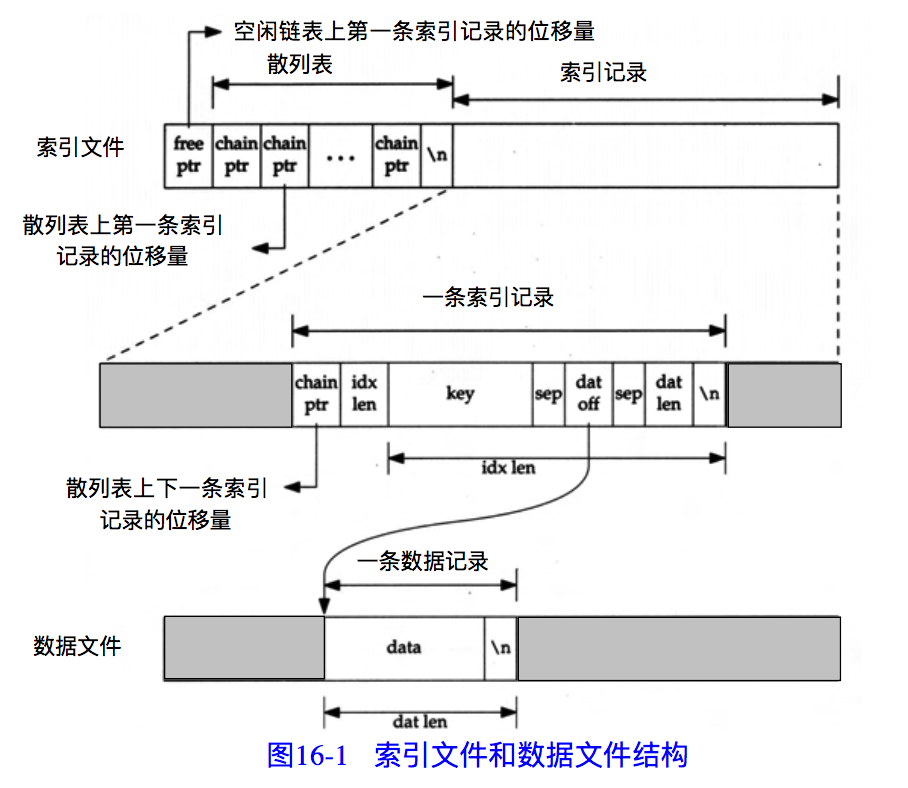 空闲链表上第一条索引记录的位移量
散列表
索引记录
索引文件
free ptr
chain ptr
chain ptr
...
chain ptr
\n
散列表上第一条索引
记录的位移量
一条索引记录
chain ptr
idx len
key
sep
dat off
sep
dat len
\n
idx len
散列表上下一条索引
记录的位移量
一条数据记录
数据文件
data
\n
dat len
图16-1 索引文件和数据文件结构